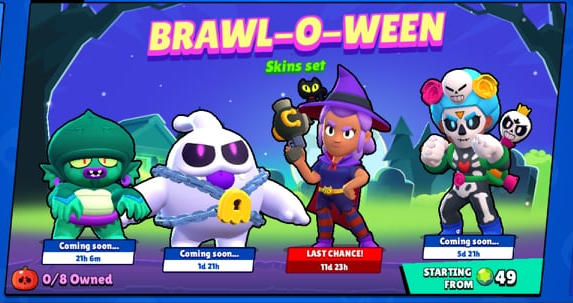 BRAWL-O-WEEN
Skins set
Coming soon...
21h 6m
Coming soon...
1d 21h
LAST CHANCE!
11d 23h
Coming soon...
5d 21h
0/8 Owned
STARTING
FROM
49